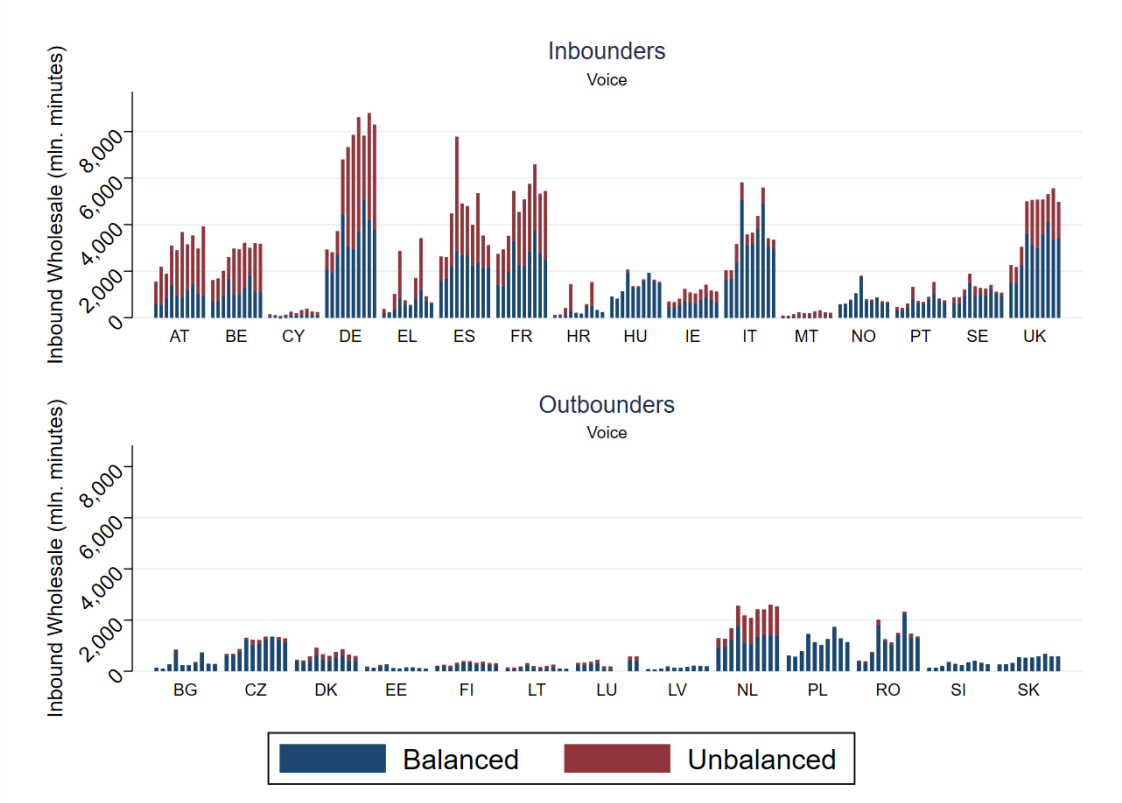 Inbounders
Voice
Inbound Wholesale (mln. minutes)
8,000
6,000
4,000
2,000
0
AT BE CY DE EL ES FR HR HU IE IT MT NO PT SE UK
Outbounders
Voice
Inbound Wholesale (mln. minutes)
8,000
6,000
4,000
2,000
0
BG CZ DK EE FI LT LU LV NL PL RO SI SK
Balanced Unbalanced